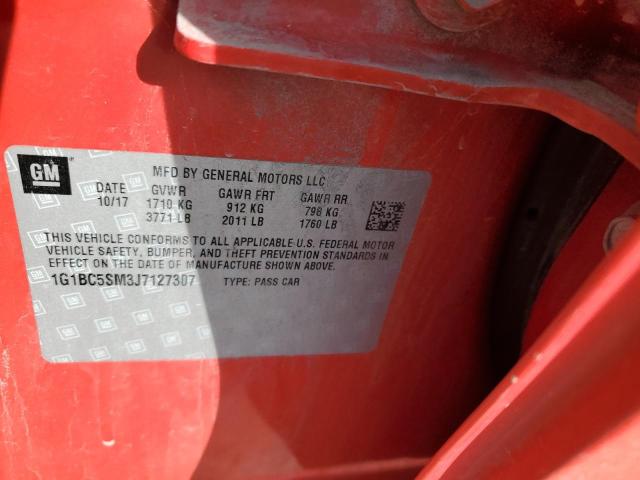 GM
MFD BY GENERAL MOTORS LLC
DATE GVWR GAWR FRT GAWR RR
10/17 1710 KG 912 KG 798 KG
3771 LB 2011 LB 1760 LB
THIS VEHICLE CONFORMS TO ALL APPLICABLE U.S. FEDERAL MOTOR
VEHICLE SAFETY, BUMPER, AND THEFT PREVENTION STANDARDS
IN EFFECT ON THE DATE OF MANUFACTURE SHOWN ABOVE.
1G1BC5SM3J7127307 TYPE: PASS CAR